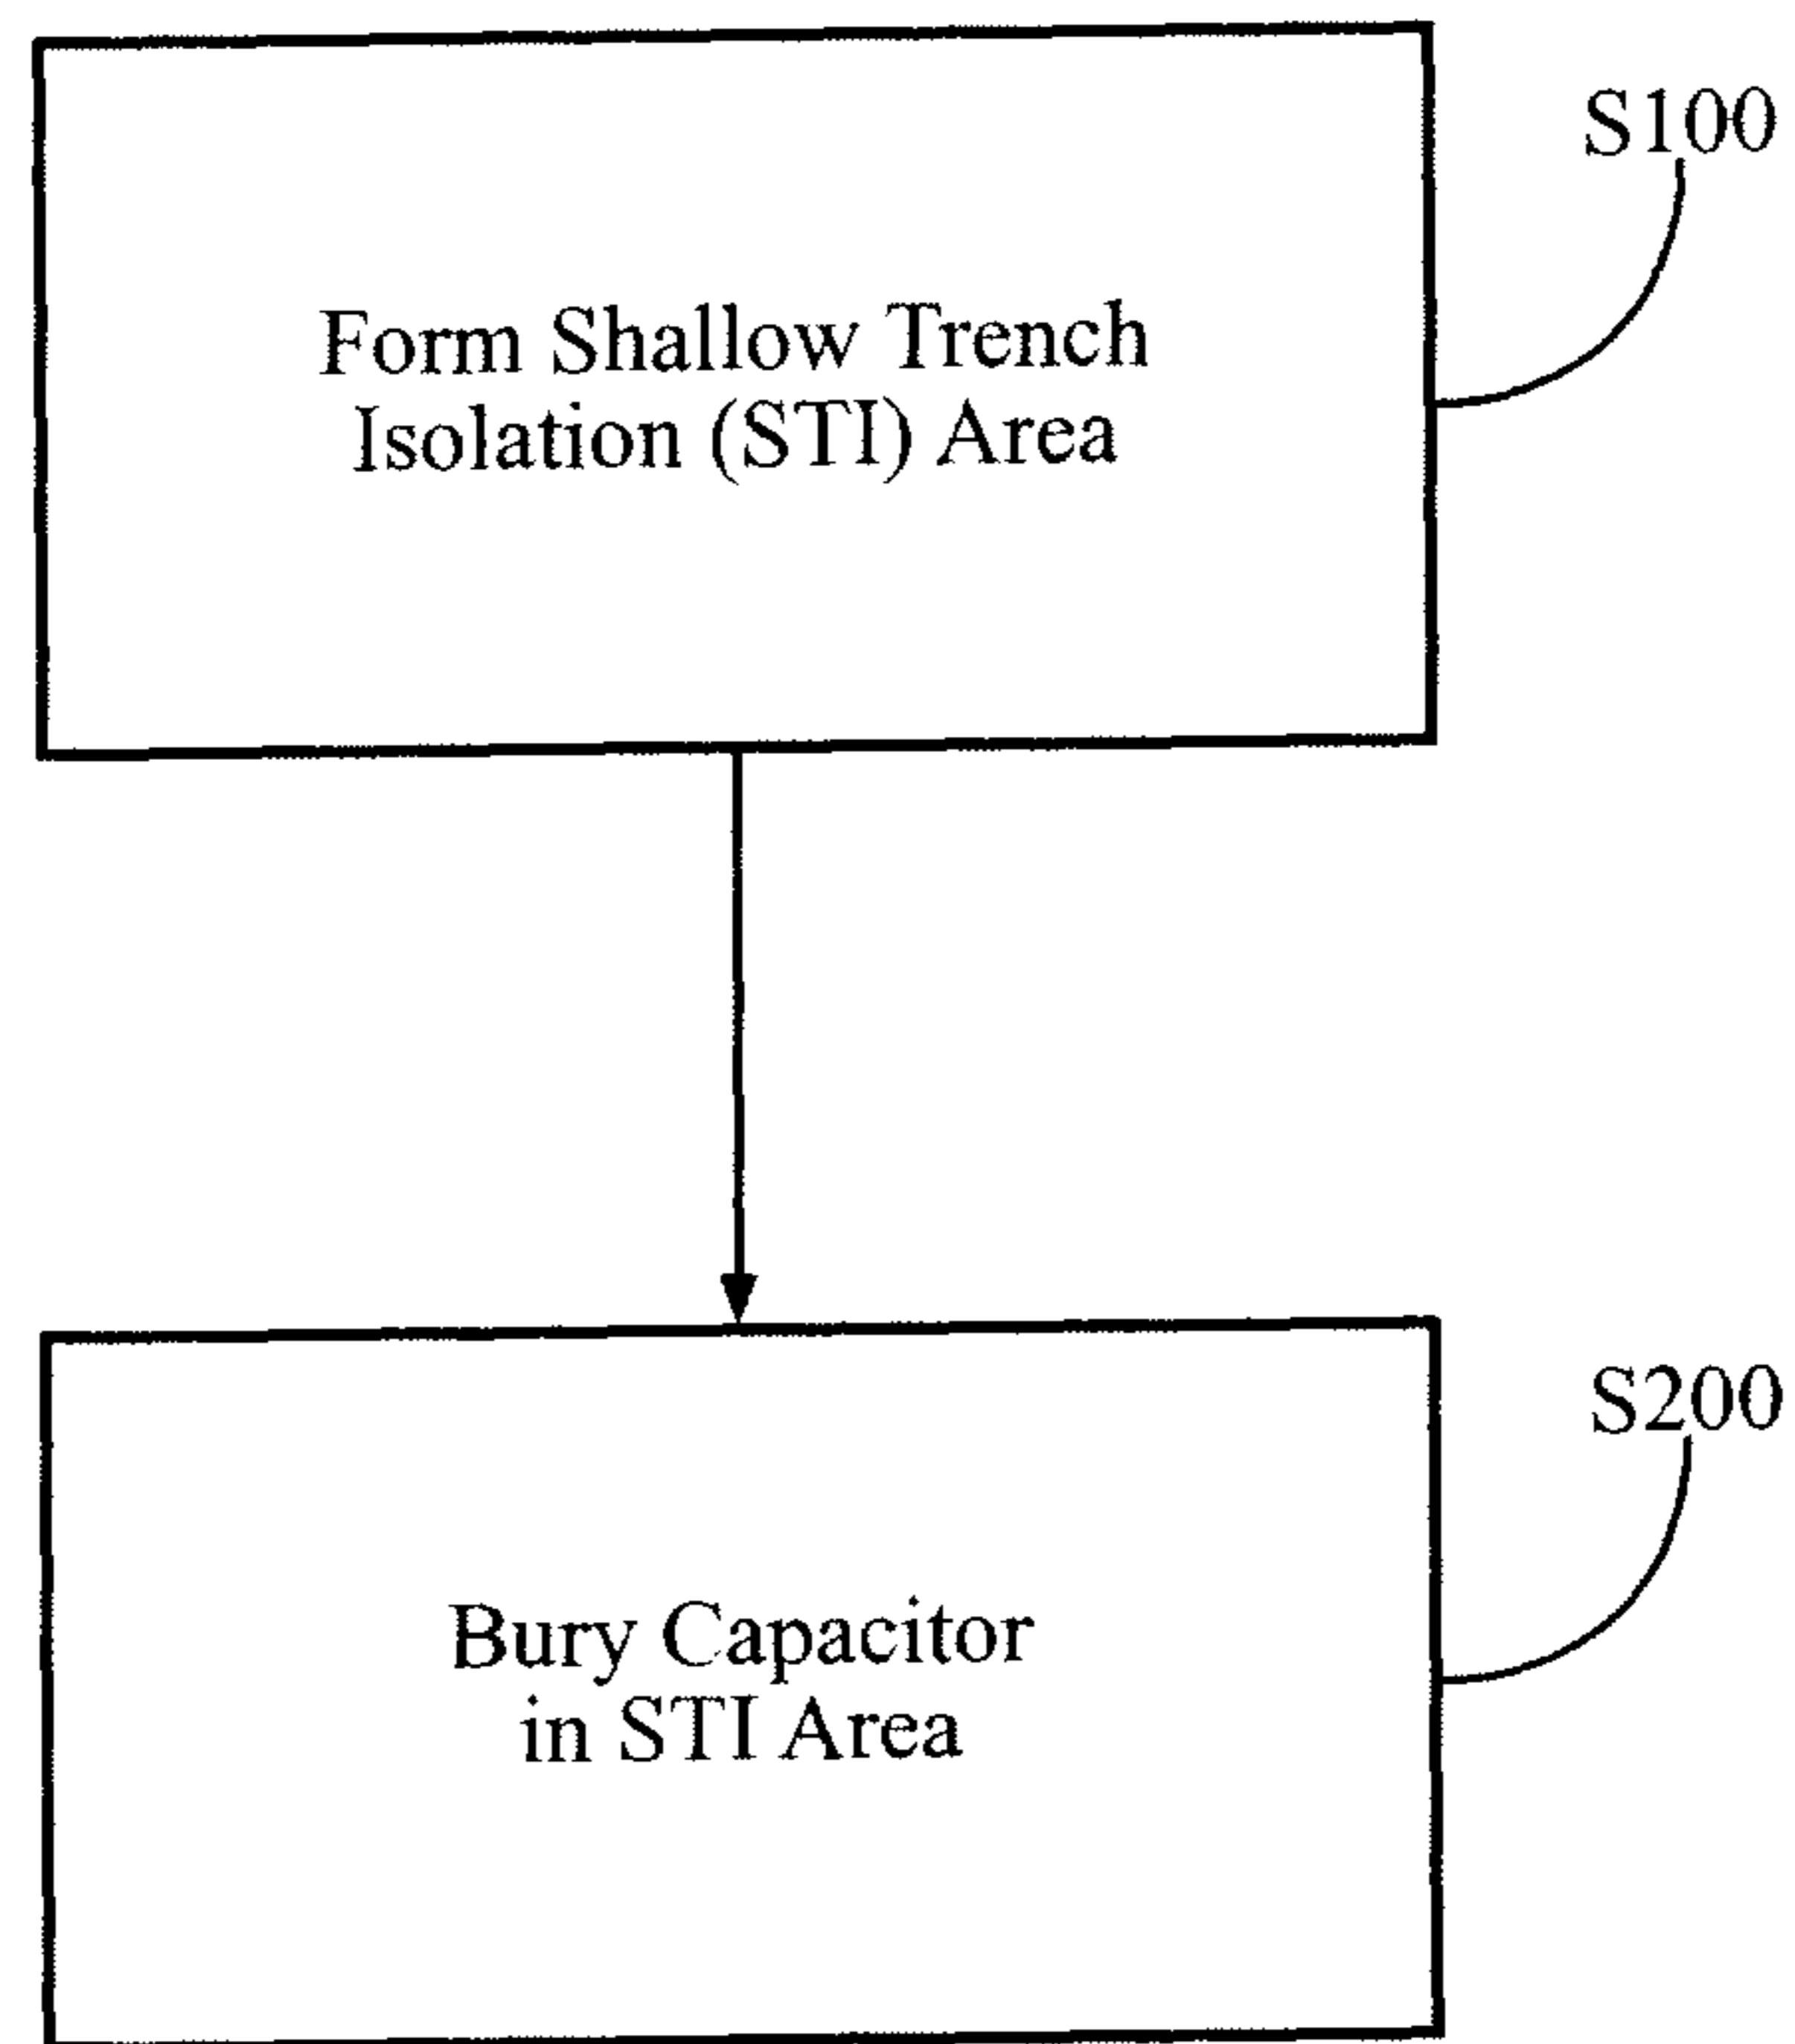 S100
Form Shallow Trench
Isolation (STI) Area
S200
Bury Capacitor
in STI Area